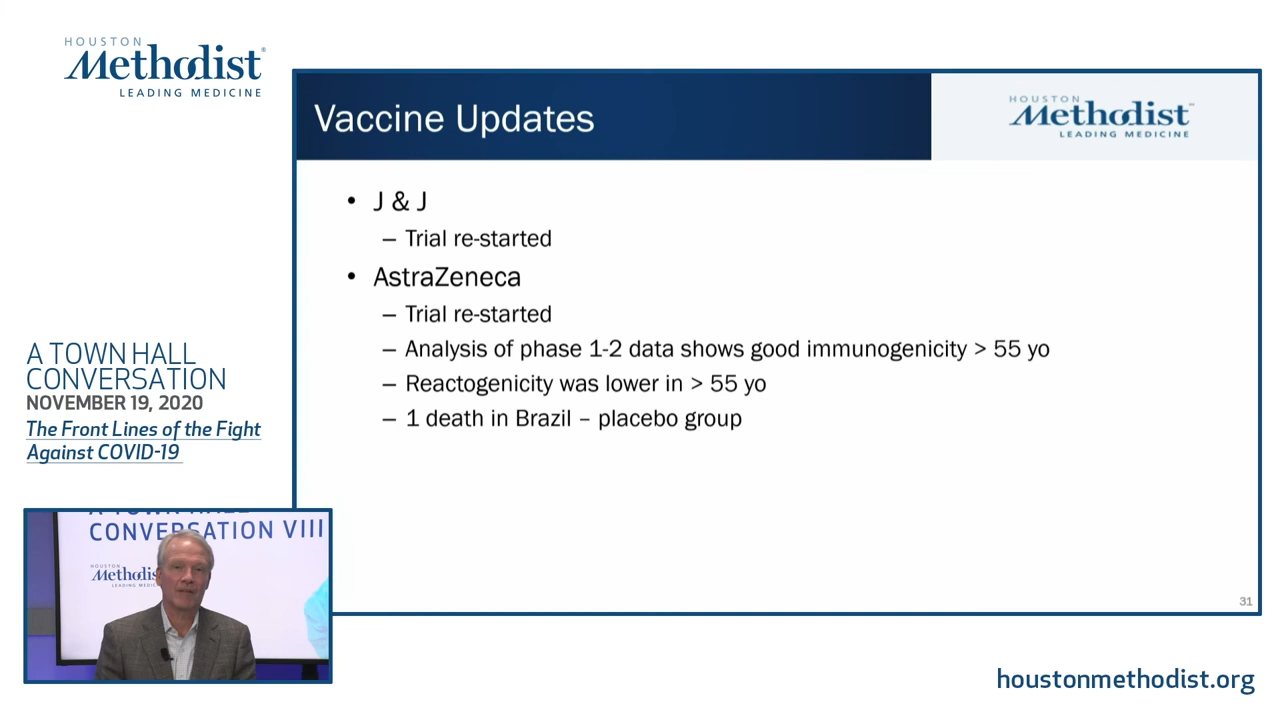 HOUSTON
Methodist
LEADING MEDICINE
Vaccine Updates
HOUSTON
Methodist
LEADING MEDICINE
• J & J
– Trial re-started
• AstraZeneca
– Trial re-started
– Analysis of phase 1-2 data shows good immunogenicity > 55 yo
– Reactogenicity was lower in > 55 yo
– 1 death in Brazil – placebo group
31
A TOWN HALL
CONVERSATION
NOVEMBER 19, 2020
The Front Lines of the Fight
Against COVID-19
CONVERSATION VIII
HOUSTON
Methodist
houstonmethodist.org